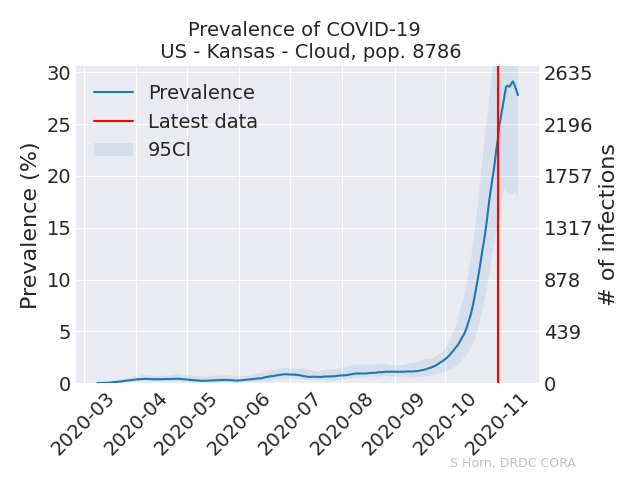 Prevalence of COVID-19
US - Kansas - Cloud, pop. 8786
Prevalence
Latest data
95CI
Prevalence (%)
30
25
20
15
10
5
0
2635
2196
1757
1317
878
439
0
# of infections
2020-03
2020-04
2020-05
2020-06
2020-07
2020-08
2020-09
2020-10
2020-11
S Horn, DRDC CORA